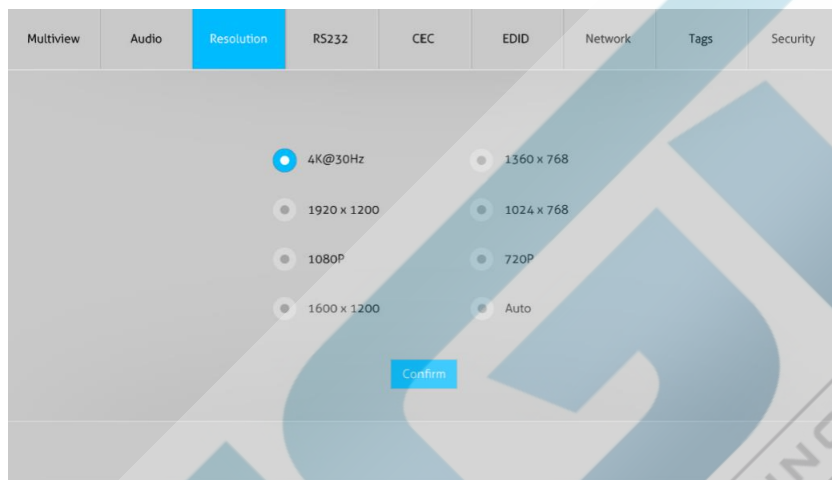 Multiview Audio Resolution RS232 CEC EDID Network Tags Security
4K@30Hz 1360 x 768
1920 x 1200 1024 x 768
1080P 720P
1600 x 1200 Auto
Confirm
ING